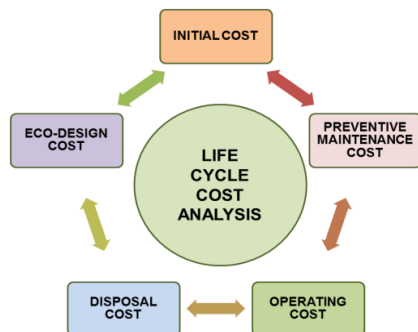 INITIAL COST
ECO-DESIGN
COST
PREVENTIVE
MAINTENANCE
COST
LIFE
CYCLE
COST
ANALYSIS
DISPOSAL
COST
OPERATING
COST